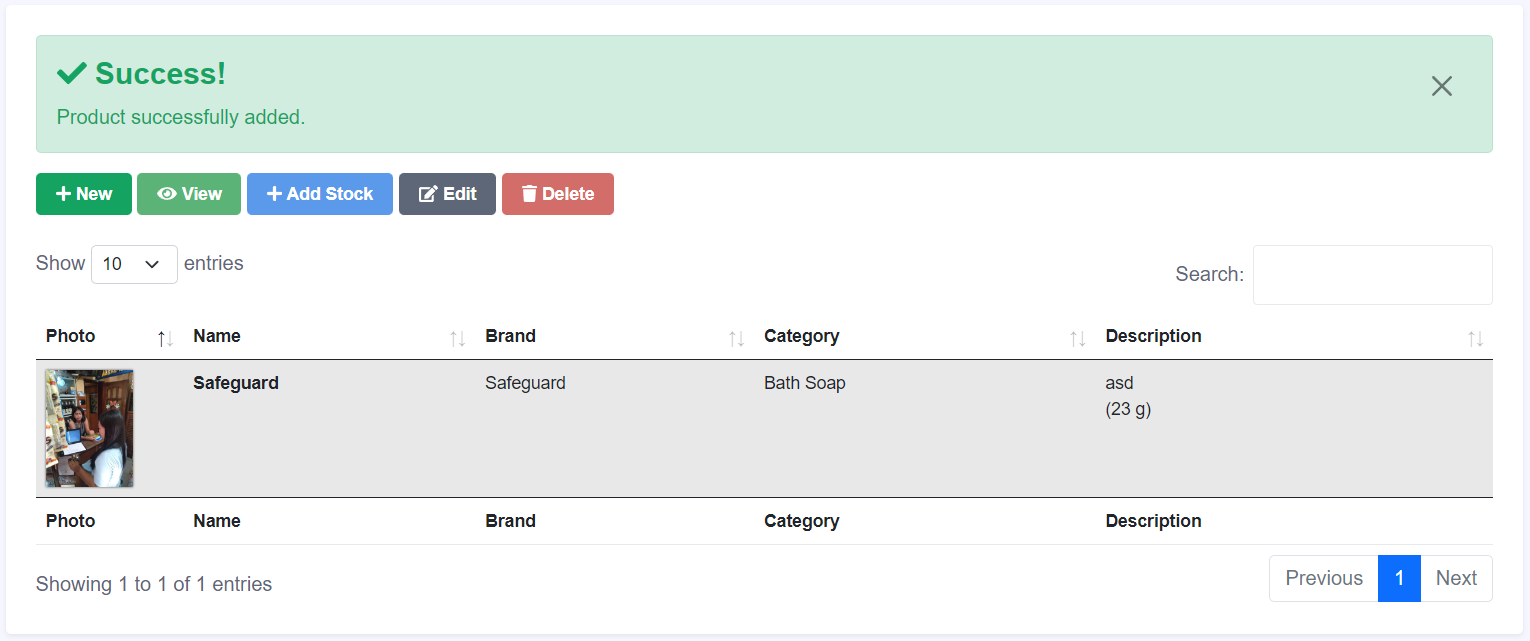 Success!
Product successfully added.
New View Add Stock Edit Delete
Show 10 entries
Search:
Photo Name Brand Category Description
Safeguard Safeguard Bath Soap asd
(23 g)
Photo Name Brand Category Description
Showing 1 to 1 of 1 entries
Previous 1 Next